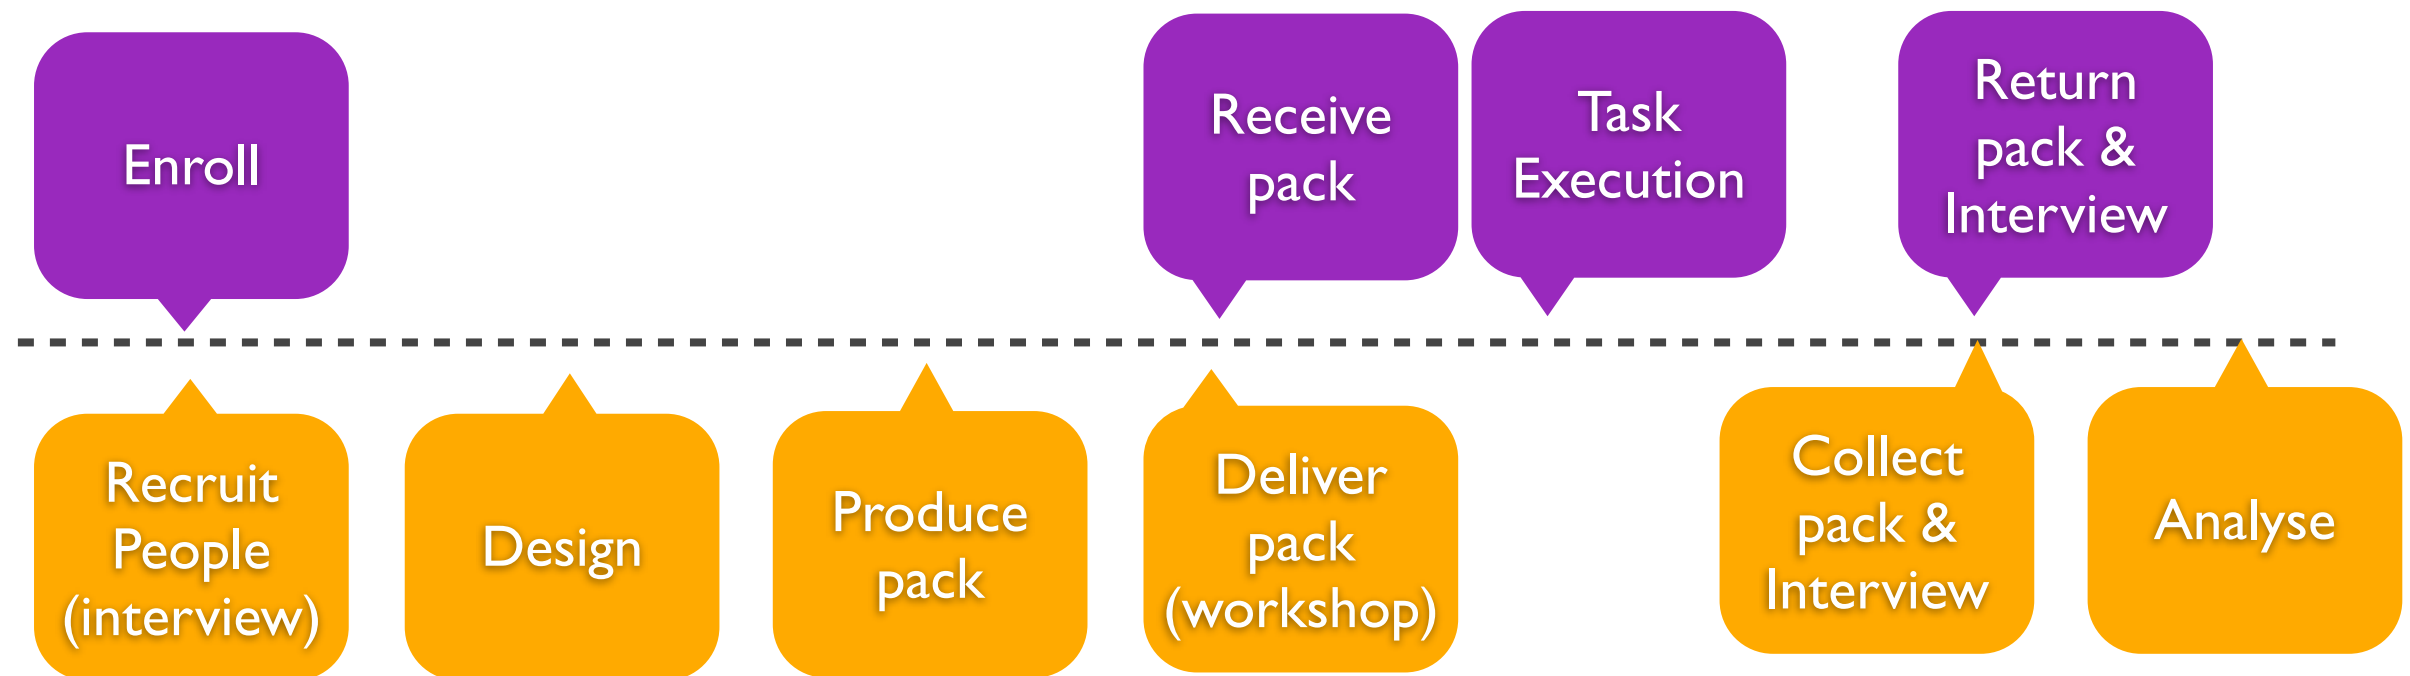 Enroll
Receive
pack
Task
Execution
Return
pack &
Interview
Recruit
People
(interview)
Design
Produce
pack
Deliver
pack
(workshop)
Collect
pack &
Interview
Analyse